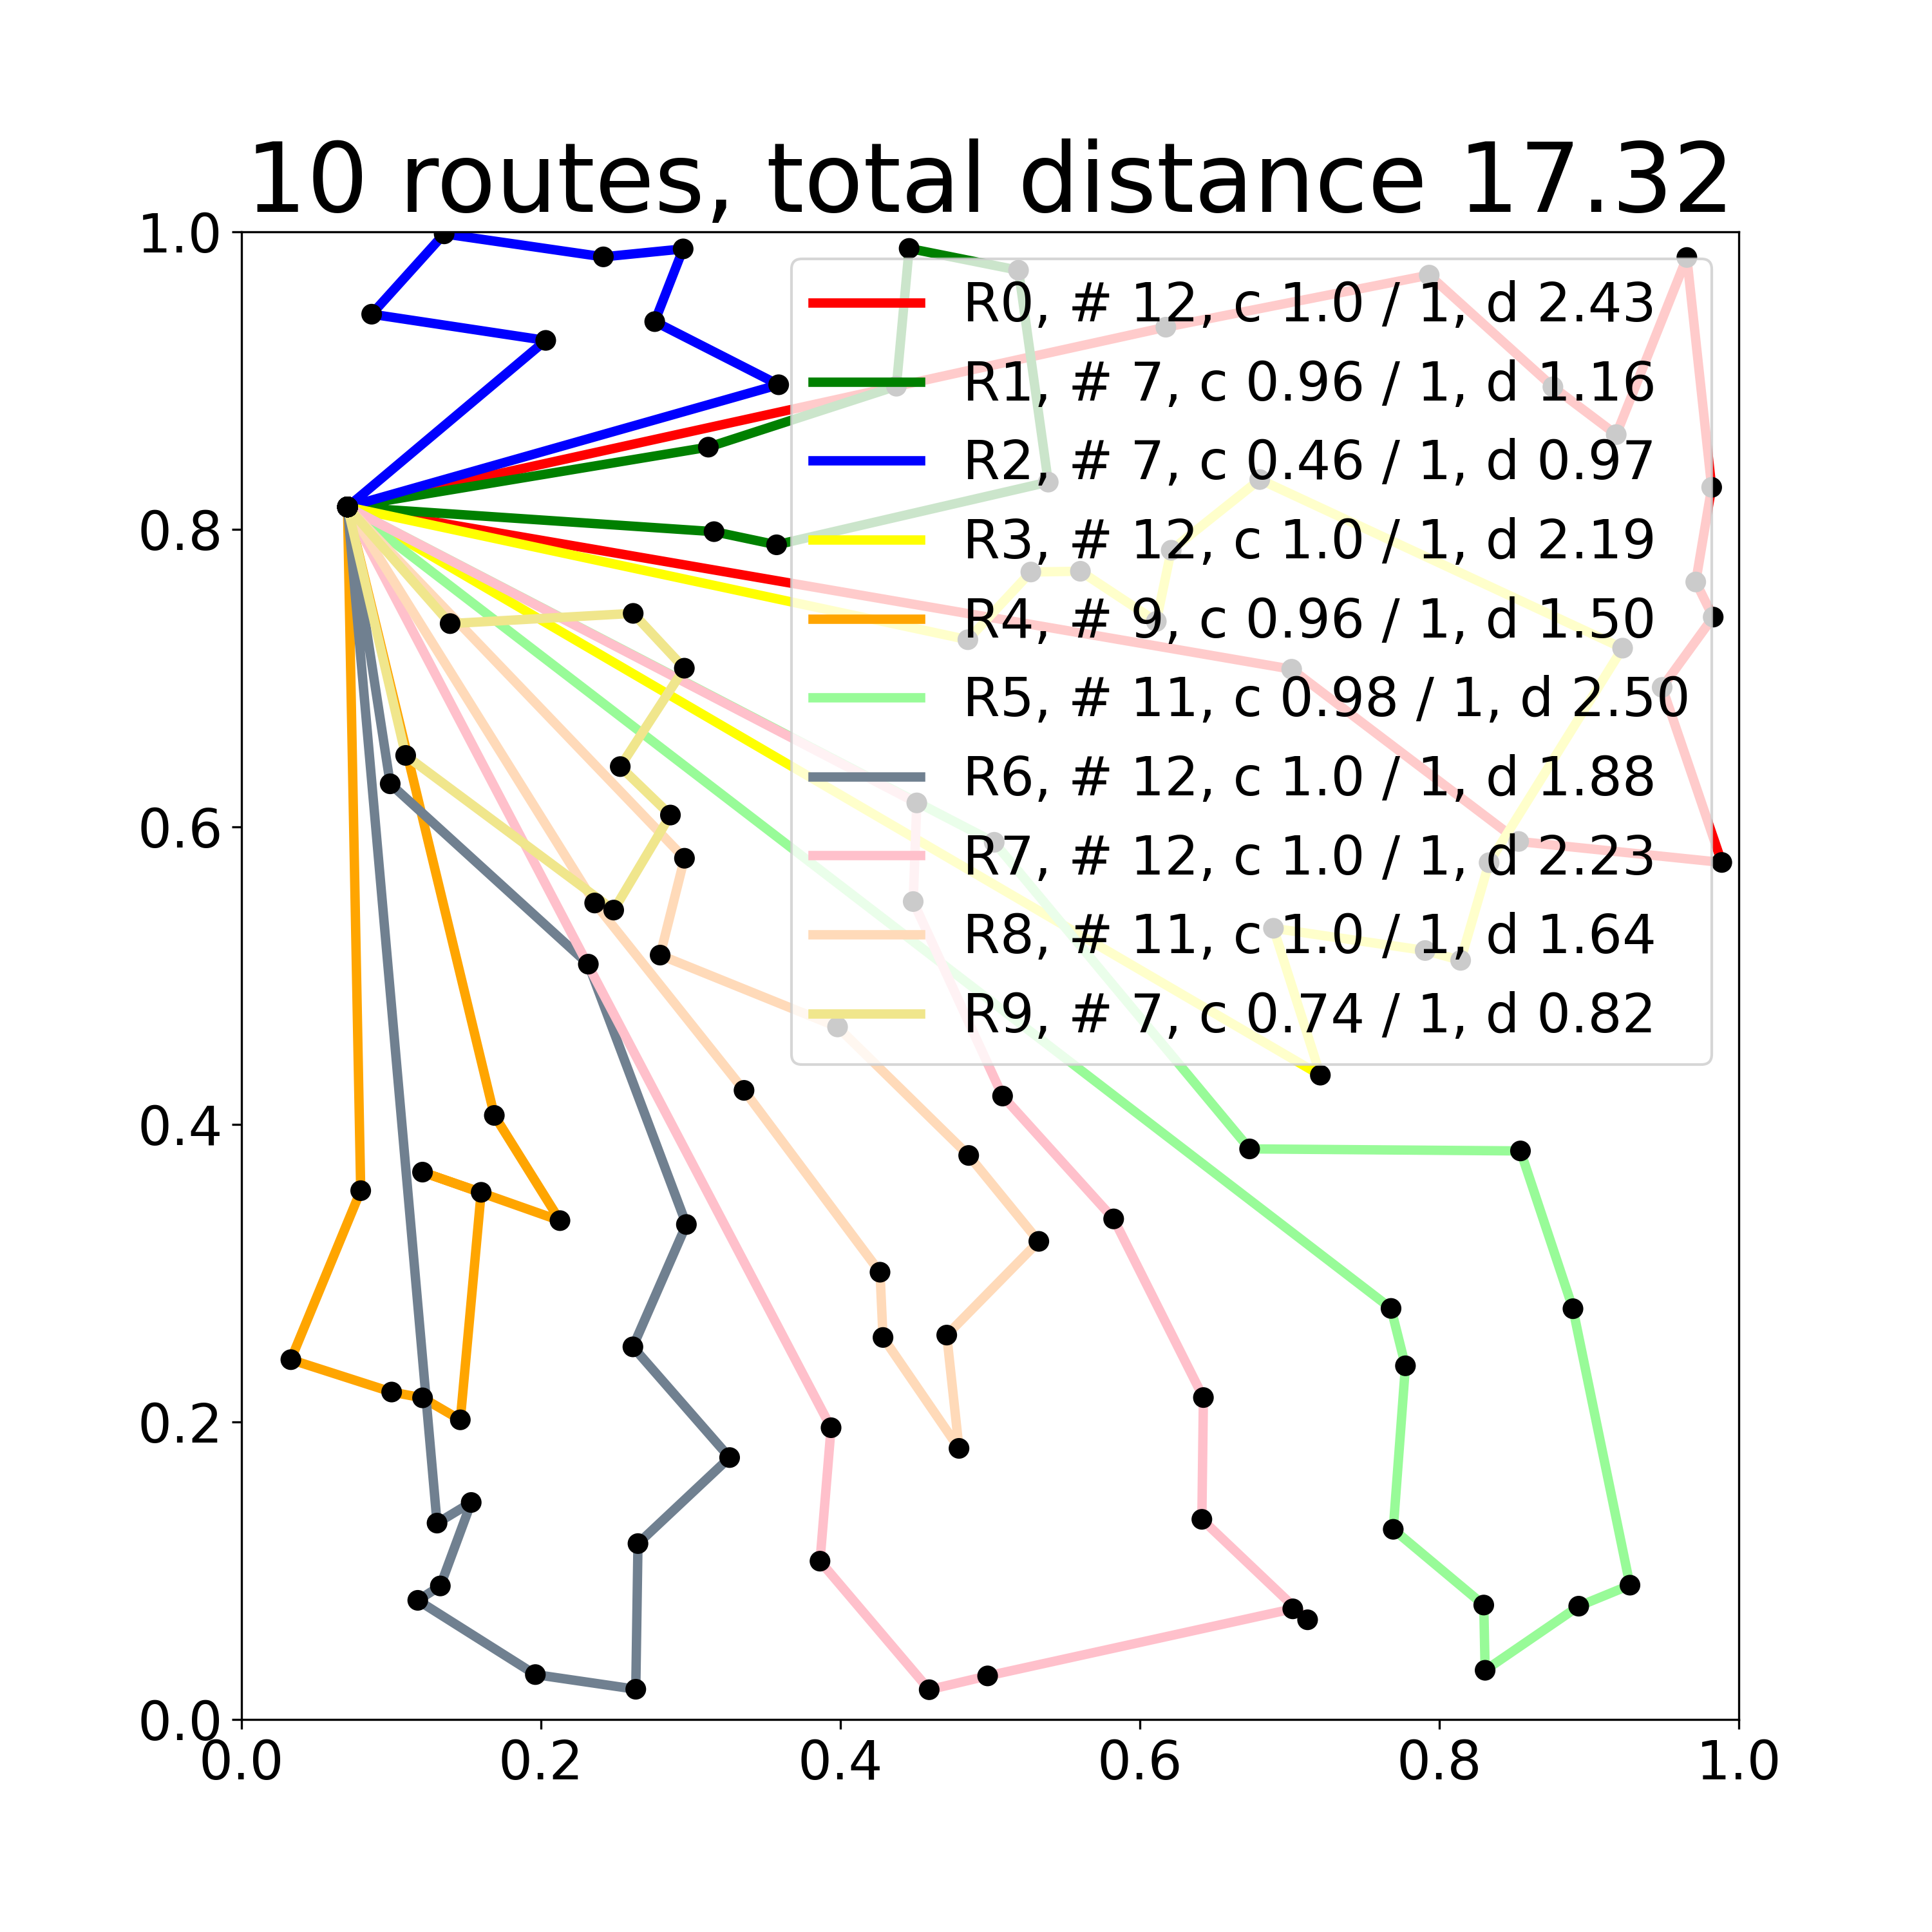 10 routes, total distance 17.32
1.0
0.8
0.6
0.4
0.2
0.0
0.0 0.2 0.4 0.6 0.8 1.0
R0, # 12, c 1.0 / 1, d 2.43
R1, # 7, c 0.96 / 1, d 1.16
R2, # 7, c 0.46 / 1, d 0.97
R3, # 12, c 1.0 / 1, d 2.19
R4, # 9, c 0.96 / 1, d 1.50
R5, # 11, c 0.98 / 1, d 2.50
R6, # 12, c 1.0 / 1, d 1.88
R7, # 12, c 1.0 / 1, d 2.23
R8, # 11, c 1.0 / 1, d 1.64
R9, # 7, c 0.74 / 1, d 0.82